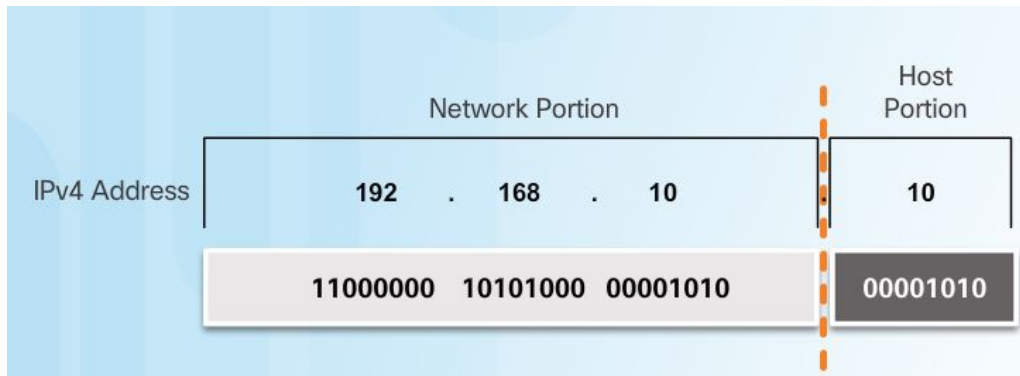 Host
Network Portion Portion
IPv4 Address 192 . 168 . 10 . 10
11000000 10101000 00001010 00001010